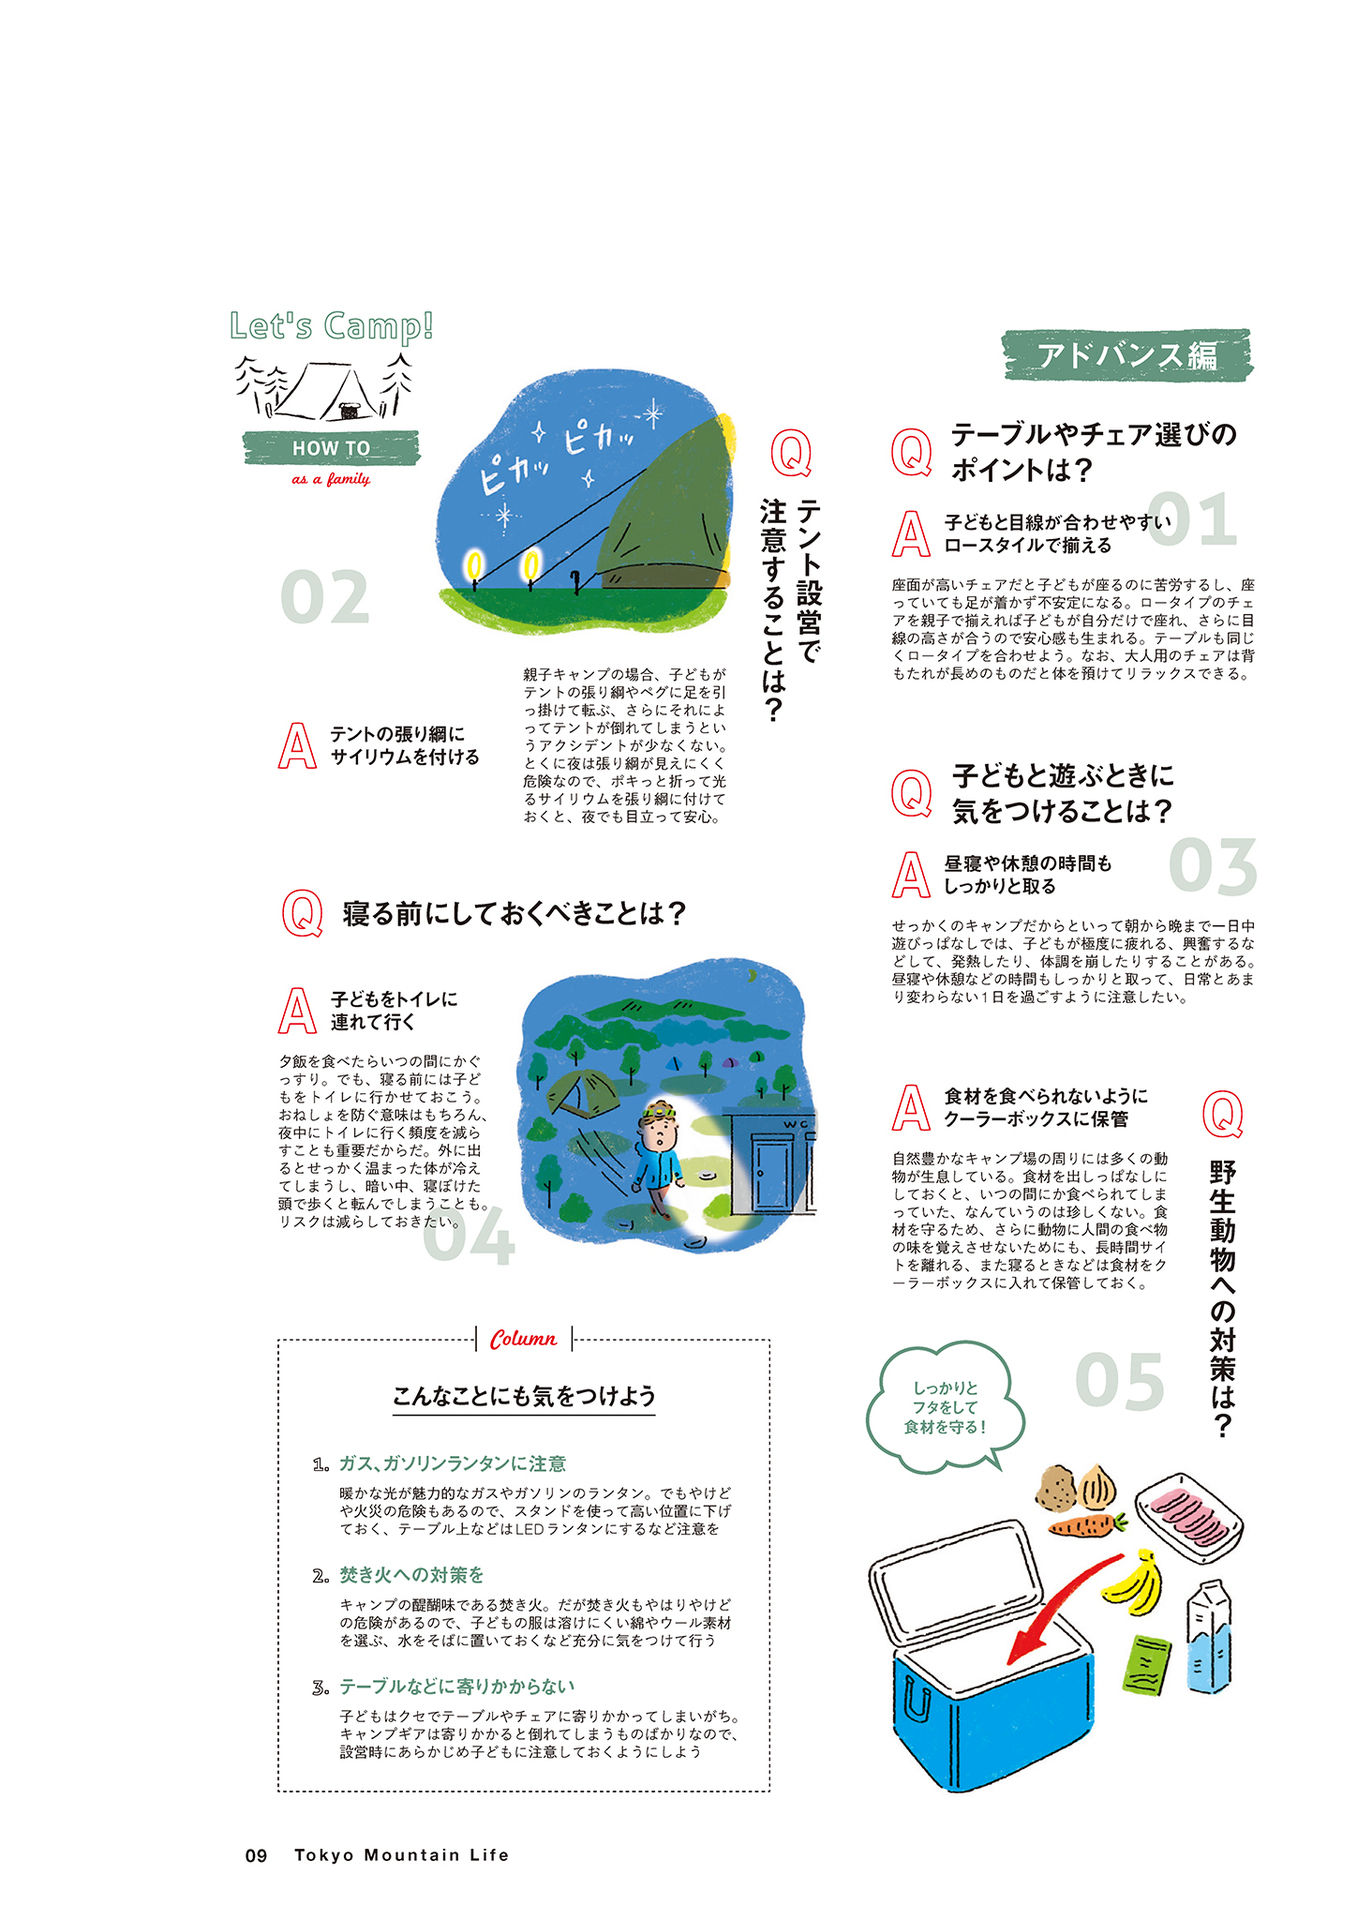 Let's Camp!
HOW TO
as a family
アドバンス編
Q
テーブルやチェア選びの
ポイントは？
01
A
子どもと目線が合わせやすい
ロースタイルで揃える
座面が高いチェアだと子どもが座るのに苦労するし、座
っていても足が着かず不安定になる。ロータイプのチェ
アを親子で揃えれば子どもが自分だけで座れ、さらに目
線の高さが合うので安心感も生まれる。テーブルも同じ
くロータイプを合わせよう。なお、大人用のチェアは背
もたれが長めのものだと体を預けてリラックスできる。
Q
テント設営で
注意することは？
ピカッ
ピカッ
02
A
テントの張り綱に
サイリウムを付ける
親子キャンプの場合、子どもが
テントの張り綱やペグに足を引
っ掛けて転ぶ、さらにそれによ
ってテントが倒れてしまうとい
うアクシデントが少なくない。
とくに夜は張り綱が見えにくく
危険なので、ポキっと折って光
るサイリウムを張り綱に付けて
おくと、夜でも目立って安心。
Q
子どもと遊ぶときに
気をつけることは？
03
A
昼寝や休憩の時間も
しっかりと取る
せっかくのキャンプだからといって朝から晩まで一日中
遊びっぱなしでは、子どもが極度に疲れる、興奮するな
どして、発熱したり、体調を崩したりすることがある。
昼寝や休憩などの時間もしっかりと取って、日常とあま
り変わらない1日を過ごすように注意したい。
Q
寝る前にしておくべきことは？
A
子どもをトイレに
連れて行く
夕飯を食べたらいつの間にかぐ
っすり。でも、寝る前には子ど
もをトイレに行かせておこう。
おねしょを防ぐ意味はもちろん、
夜中にトイレに行く頻度を減ら
すことも重要だからだ。外に出
るとせっかく温まった体が冷え
てしまうし、暗い中、寝ぼけた
頭で歩くと転んでしまうことも。
リスクは減らしておきたい。
04
WC
Q
野生動物への対策は？
A
食材を食べられないように
クーラーボックスに保管
自然豊かなキャンプ場の周りには多くの動
物が生息している。食材を出しっぱなしに
しておくと、いつの間にか食べられてしま
っていた、なんていうのは珍しくない。食
材を守るため、さらに動物に人間の食べ物
の味を覚えさせないためにも、長時間サイ
トを離れる、また寝るときなどは食材をク
ーラーボックスに入れて保管しておく。
05
しっかりと
フタをして
食材を守る！
Column
こんなことにも気をつけよう
1. ガス、ガソリンランタンに注意
暖かな光が魅力的なガスやガソリンのランタン。でもやけど
や火災の危険もあるので、スタンドを使って高い位置に下げ
ておく、テーブル上などはLEDランタンにするなど注意を
2. 焚き火への対策を
キャンプの醍醐味である焚き火。だが焚き火もやはりやけど
の危険があるので、子どもの服は溶けにくい綿やウール素材
を選ぶ、水をそばに置いておくなど充分に気をつけて行う
3. テーブルなどに寄りかからない
子どもはクセでテーブルやチェアに寄りかかってしまいがち。
キャンプギアは寄りかかると倒れてしまうものばかりなので、
設営時にあらかじめ子どもに注意しておくようにしよう
09 Tokyo Mountain Life